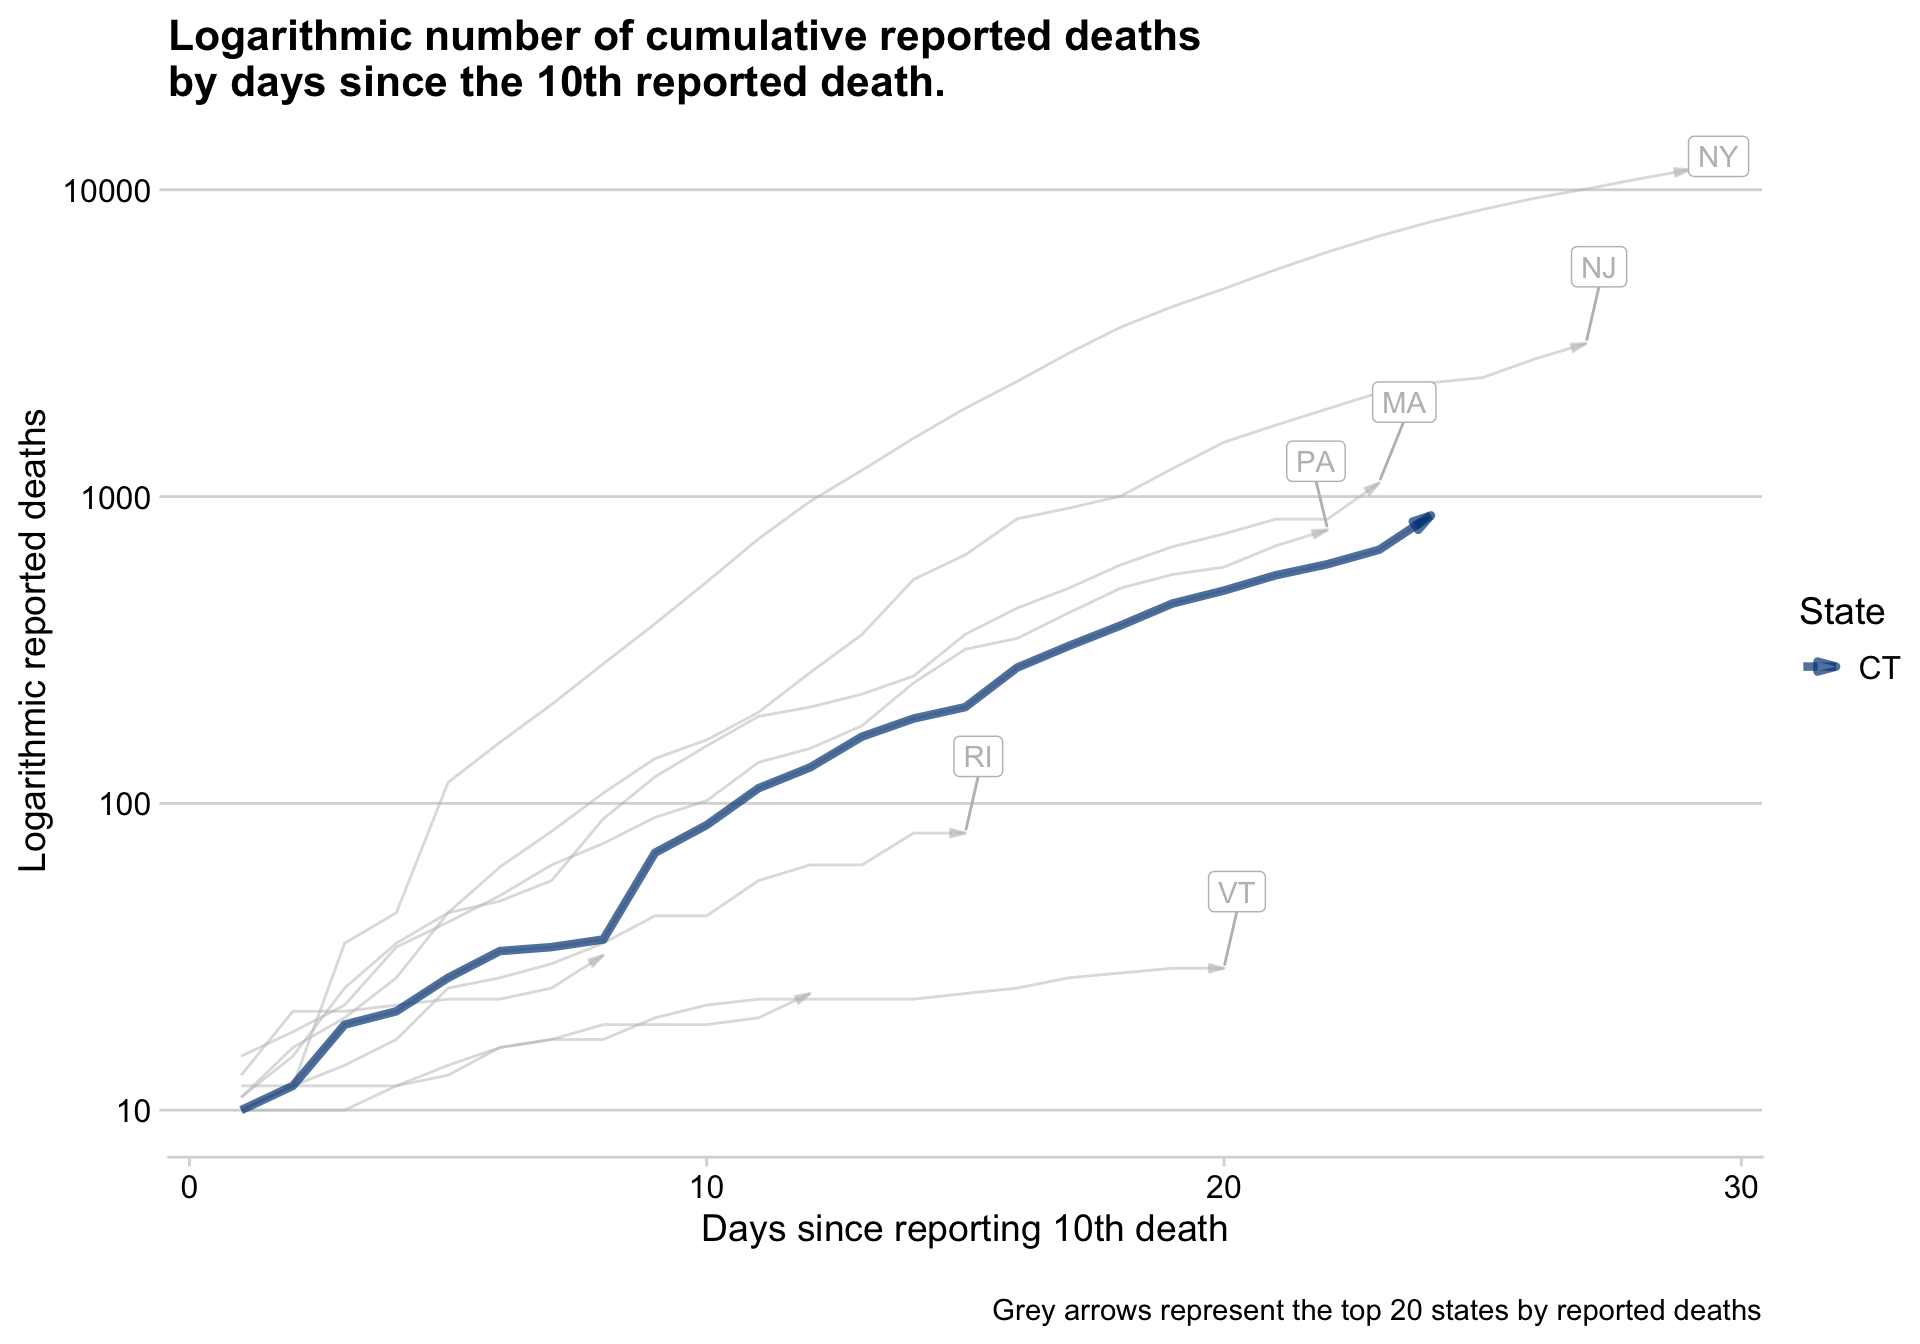 Logarithmic number of cumulative reported deaths
by days since the 10th reported death.
NY
10000
NJ
MA
PA
1000
Logarithmic reported deaths
State
CT
RI
100
VT
10
0 10 20 30
Days since reporting 10th death
Grey arrows represent the top 20 states by reported deaths